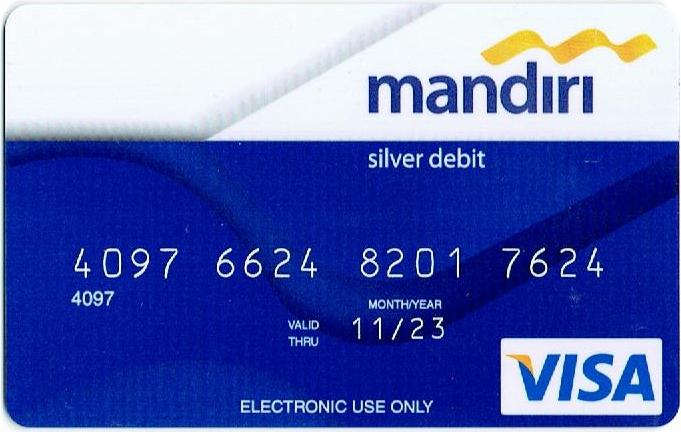 mandiri
silver debit
4097 6624 8201 7624
4097
MONTH/YEAR
VALID THRU 11/23
VISA
ELECTRONIC USE ONLY